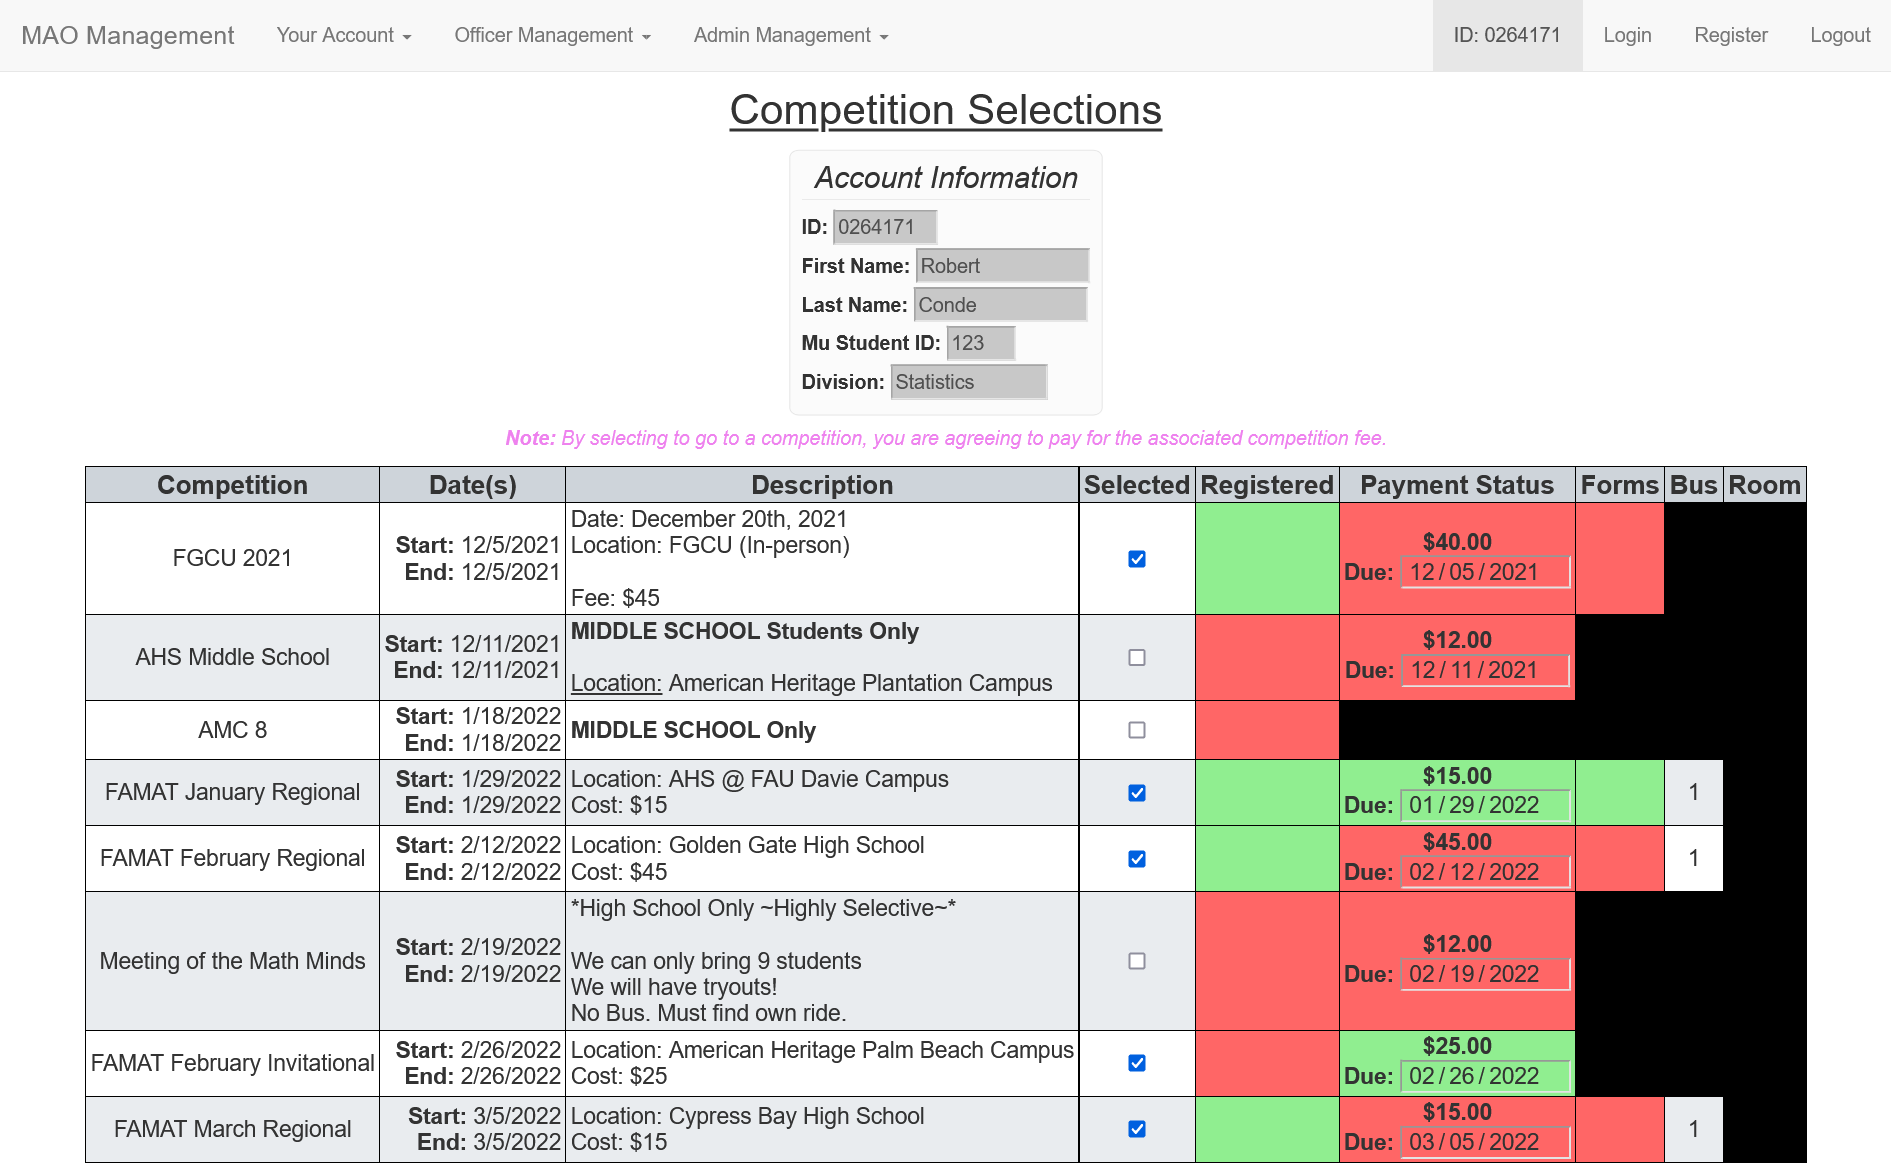 MAO Management Your Account Officer Management Admin Management ID: 0264171 Login Register Logout
Competition Selections
Account Information
ID: 0264171
First Name: Robert
Last Name: Conde
Mu Student ID: 123
Division: Statistics
Note: By selecting to go to a competition, you are agreeing to pay for the associated competition fee.
Competition Date(s) Description Selected Registered Payment Status Forms Bus Room
FGCU 2021
Start: 12/5/2021
End: 12/5/2021
Date: December 20th, 2021
Location: FGCU (In-person)
Fee: $45
$40.00
Due: 12/05/2021
AHS Middle School
Start: 12/11/2021
End: 12/11/2021
MIDDLE SCHOOL Students Only
Location: American Heritage Plantation Campus
$12.00
Due: 12/11/2021
AMC 8
Start: 1/18/2022
End: 1/18/2022
MIDDLE SCHOOL Only
FAMAT January Regional
Start: 1/29/2022
End: 1/29/2022
Location: AHS @ FAU Davie Campus
Cost: $15
$15.00
Due: 01/29/2022
1
FAMAT February Regional
Start: 2/12/2022
End: 2/12/2022
Location: Golden Gate High School
Cost: $45
$45.00
Due: 02/12/2022
1
Meeting of the Math Minds
Start: 2/19/2022
End: 2/19/2022
*High School Only ~Highly Selective~*
We can only bring 9 students
We will have tryouts!
No Bus. Must find own ride.
$12.00
Due: 02/19/2022
FAMAT February Invitational
Start: 2/26/2022
End: 2/26/2022
Location: American Heritage Palm Beach Campus
Cost: $25
$25.00
Due: 02/26/2022
FAMAT March Regional
Start: 3/5/2022
End: 3/5/2022
Location: Cypress Bay High School
Cost: $15
$15.00
Due: 03/05/2022
1